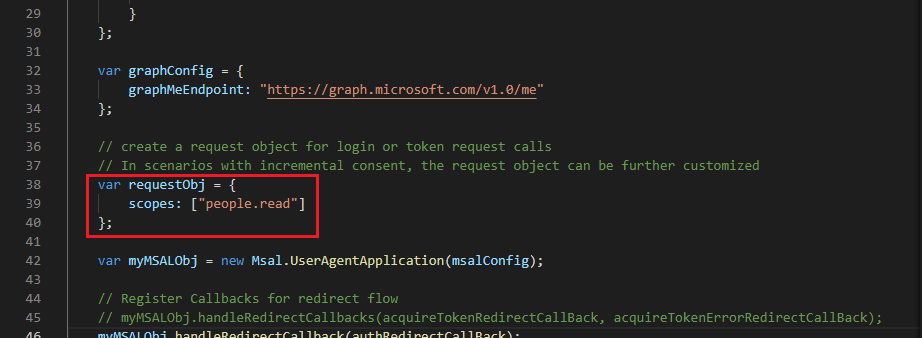 29 }
30 };
31
32 var graphConfig = {
33 graphMeEndpoint: "https://graph.microsoft.com/v1.0/me"
34 };
35
36 // create a request object for login or token request calls
37 // In scenarios with incremental consent, the request object can be further customized
38 var requestObj = {
39 scopes: ["people.read"]
40 };
41
42 var myMSALObj = new Msal.UserAgentApplication(msalConfig);
43
44 // Register Callbacks for redirect flow
45 // myMSALObj.handleRedirectCallbacks(acquireTokenRedirectCallBack, acquireTokenErrorRedirectCallBack);
46 myMSALObj.handleRedirectCallback(authRedirectCallBack);